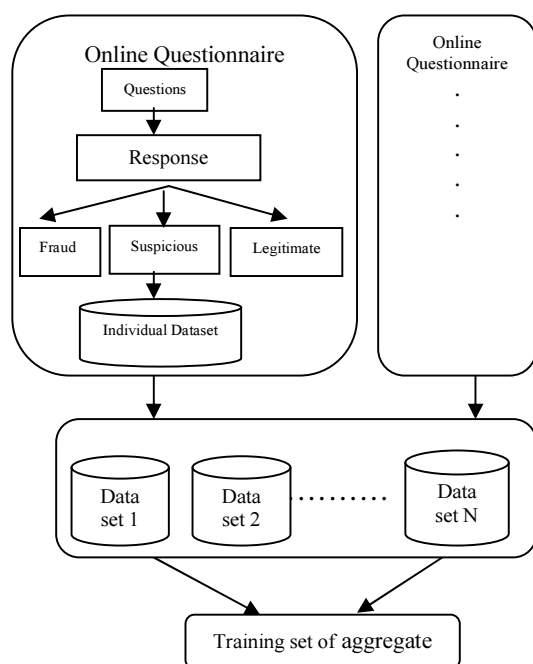 Online Questionnaire
Questions
Response
Fraud
Suspicious
Legitimate
Individual Dataset
Online
Questionnaire
.
.
.
.
.
Data
set 1
Data
set 2
..........
Data
set N
Training set of aggregate